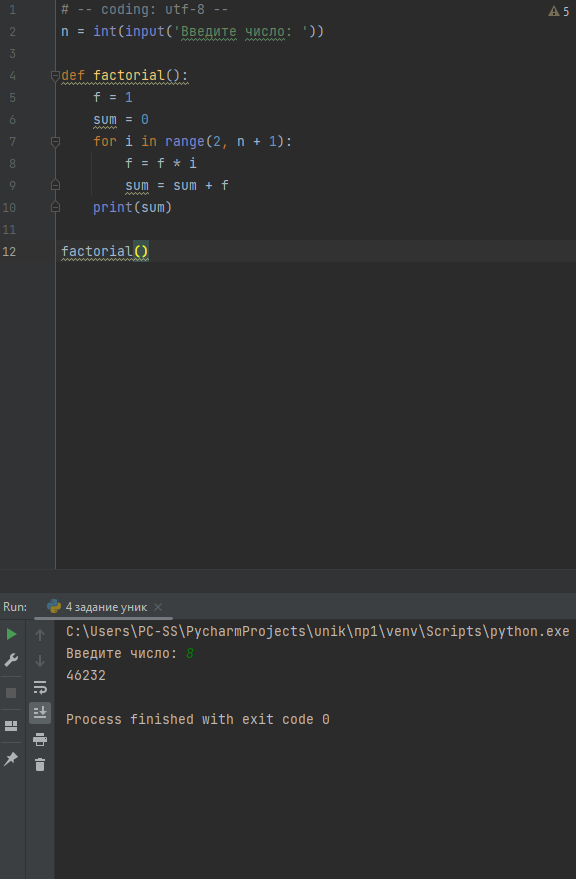 1 # -- coding: utf-8 -- 5
2 n = int(input('Введите число: '))
3
4 def factorial():
5 f = 1
6 sum = 0
7 for i in range(2, n + 1):
8 f = f * i
9 sum = sum + f
10 print(sum)
11
12 factorial()
Run: 4 задание уник ×
C:\Users\PC-SS\PycharmProjects\unik\пр1\venv\Scripts\python.exe
Введите число: 8
46232
Process finished with exit code 0